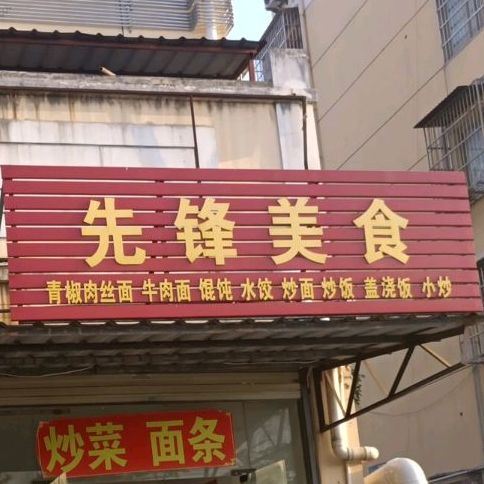 先锋美食
青椒肉丝面 牛肉面 馄饨 水饺 炒面 炒饭 盖浇饭 小炒
炒菜 面条